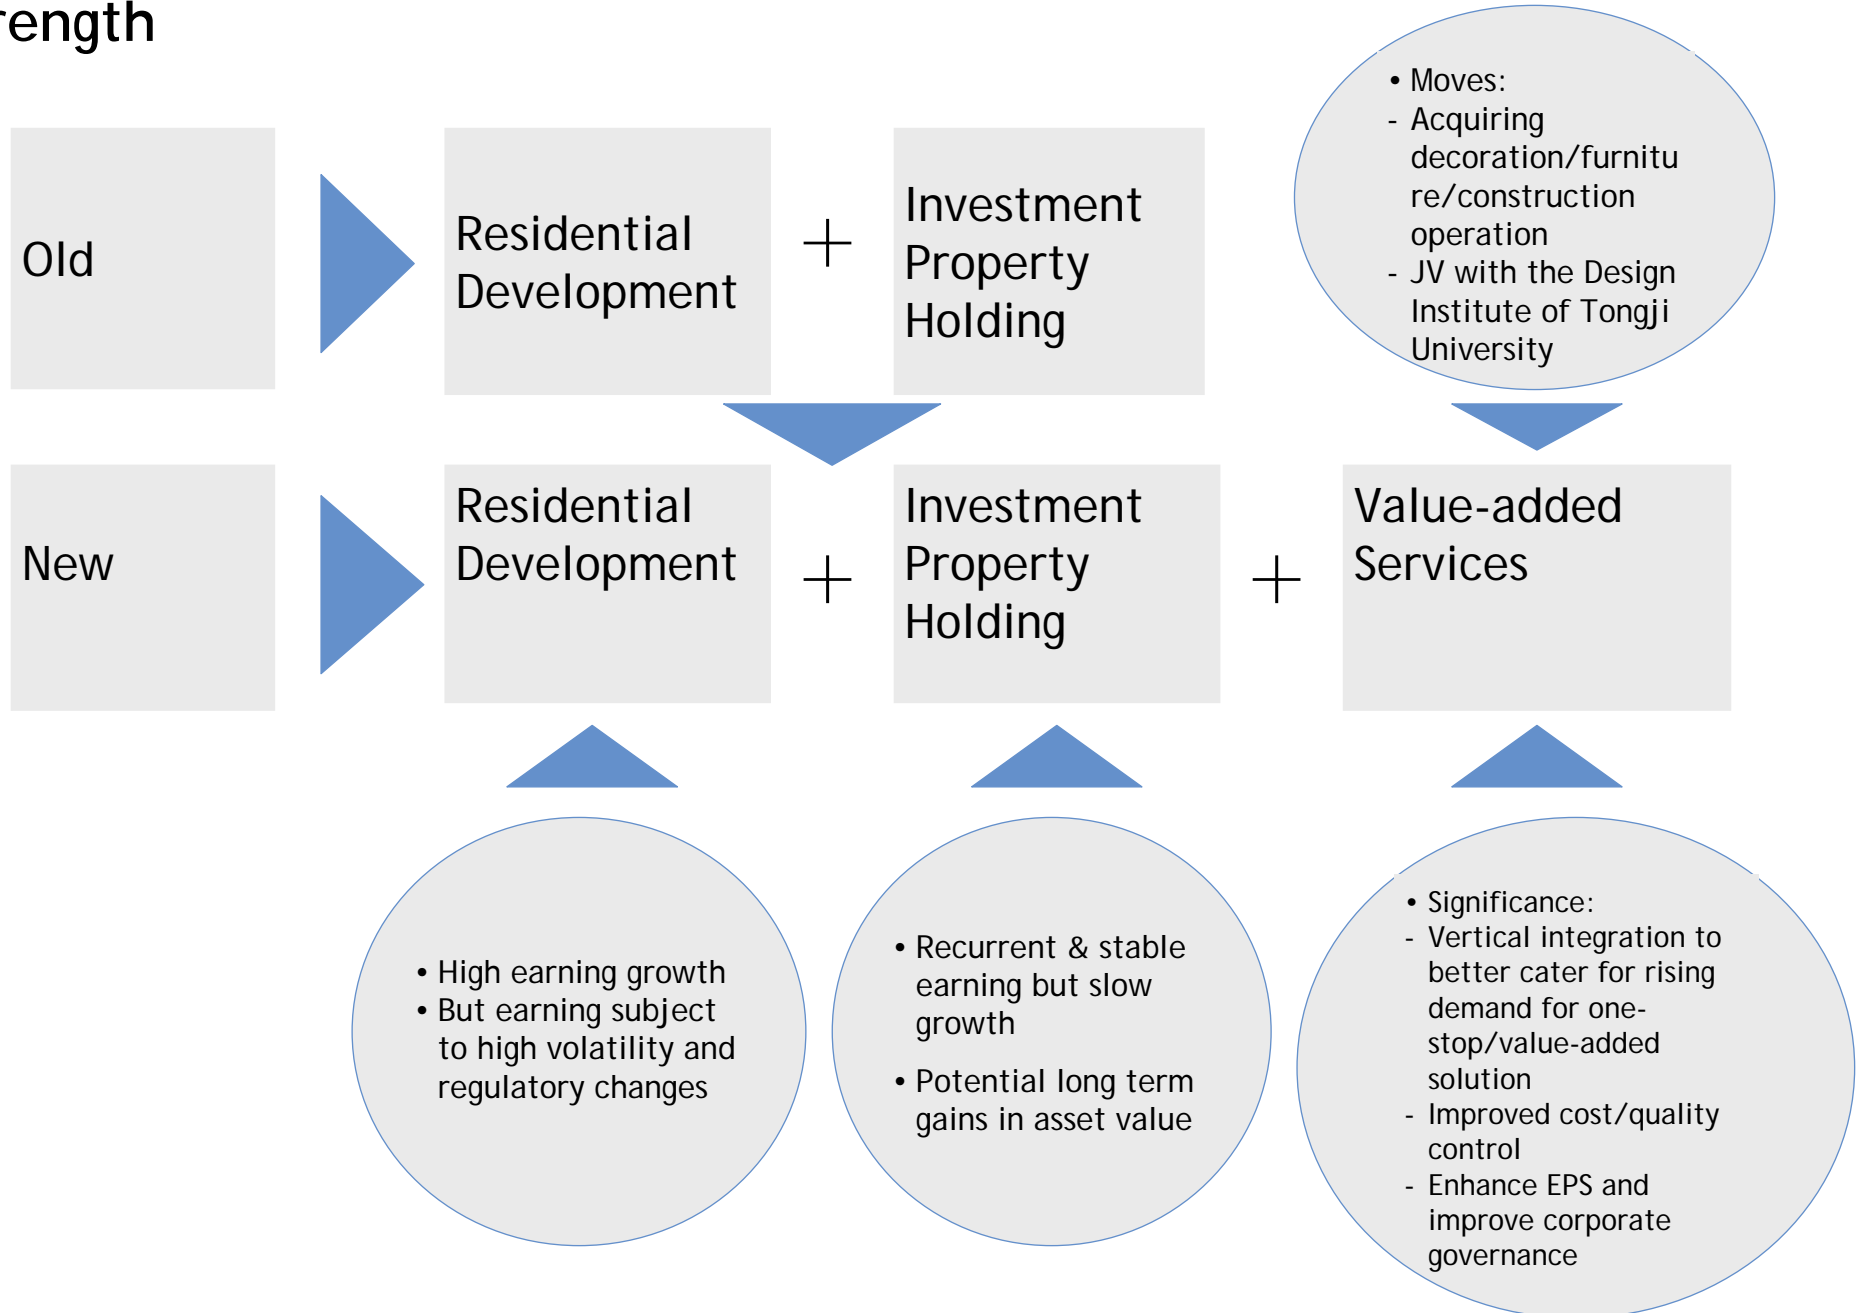 rength
Old
Residential
Development
+
Investment
Property
Holding
• Moves:
- Acquiring
decoration/furnitu
re/construction
operation
- JV with the Design
Institute of Tongji
University
New
Residential
Development
+
Investment
Property
Holding
+
Value-added
Services
• High earning growth
• But earning subject
to high volatility and
regulatory changes
• Recurrent & stable
earning but slow
growth
• Potential long term
gains in asset value
• Significance:
- Vertical integration to
better cater for rising
demand for one-
stop/value-added
solution
- Improved cost/quality
control
- Enhance EPS and
improve corporate
governance